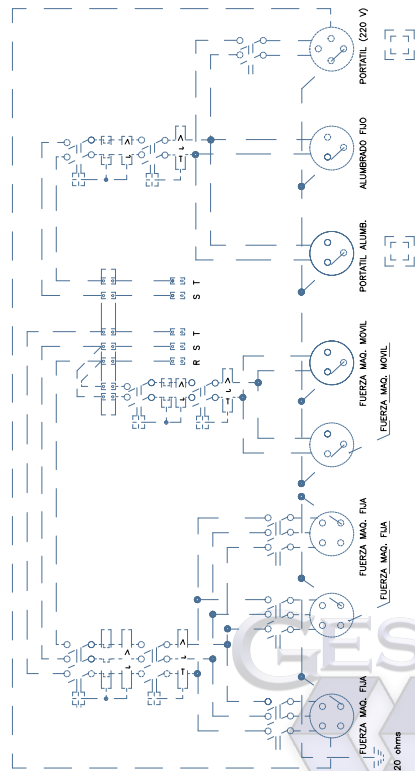 PORTATIL (220 V)
ALUMBRADO FIJO
PORTATIL ALUMB.
S T
R S T
FUERZA MAQ. MOVIL
FUERZA MAQ. MOVIL
FUERZA MAQ. FIJA
FUERZA MAQ. FIJA
FUERZA MAQ. FIJA
20 ohms
GES